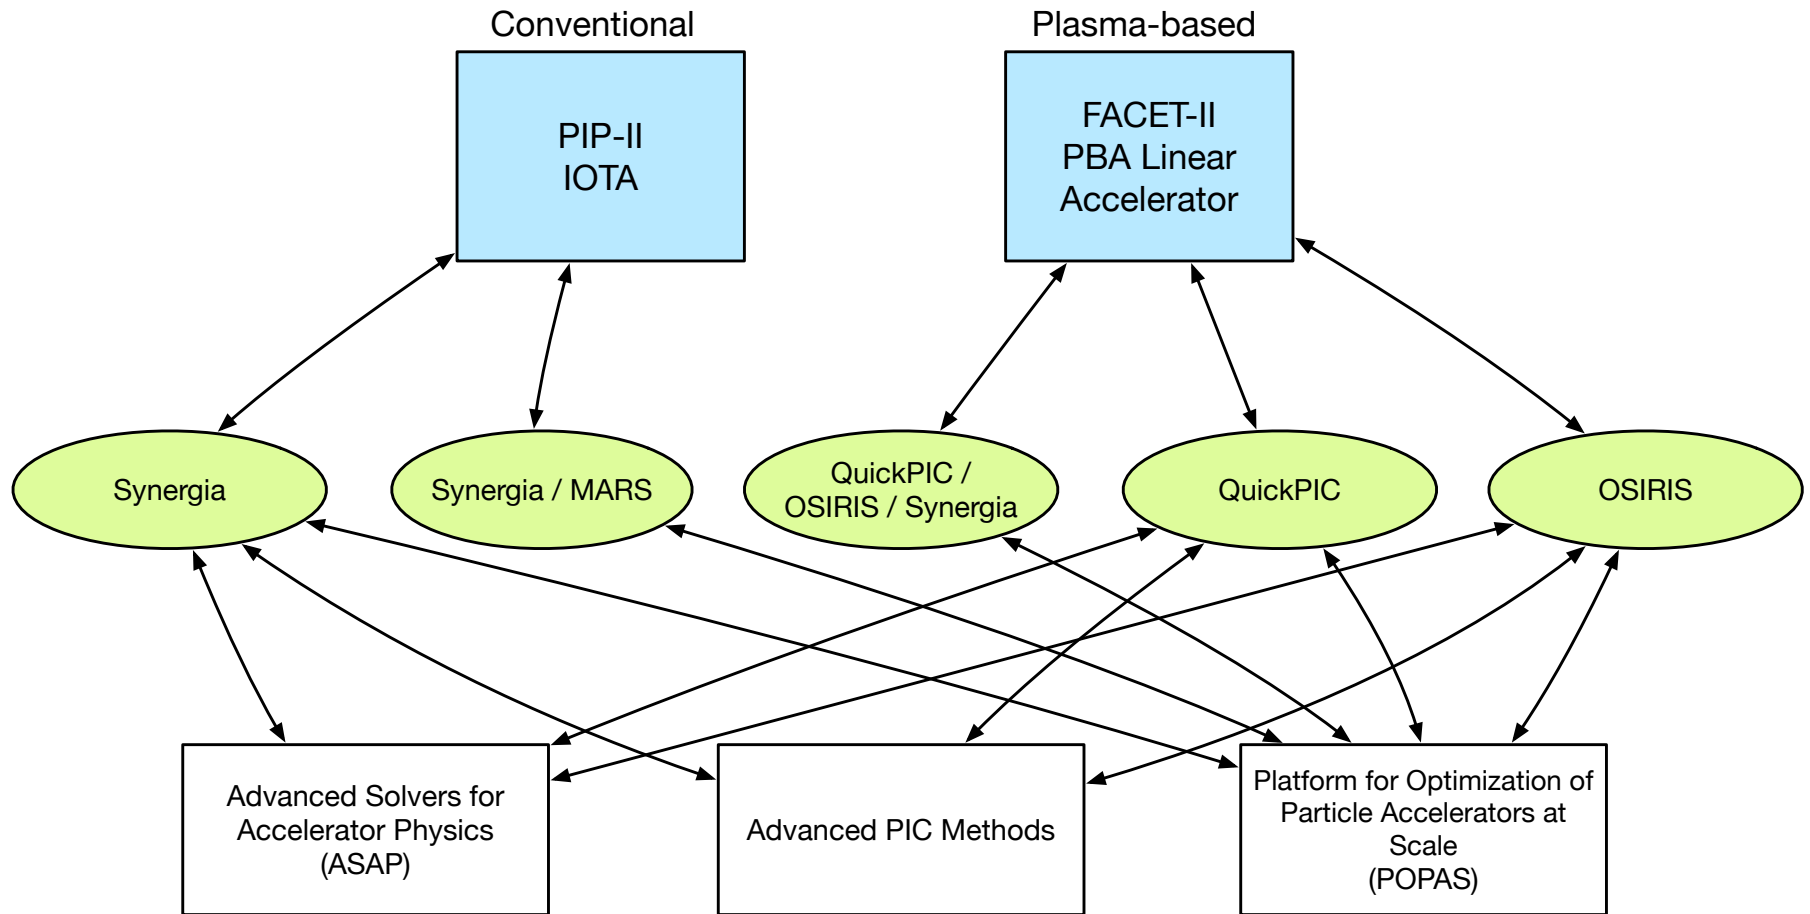 Conventional
Plasma-based
PIP-II
IOTA
FACET-II
PBA Linear
Accelerator
Synergia
Synergia / MARS
QuickPIC /
OSIRIS / Synergia
QuickPIC
OSIRIS
Advanced Solvers for
Accelerator Physics
(ASAP)
Advanced PIC Methods
Platform for Optimization of
Particle Accelerators at
Scale
(POPAS)